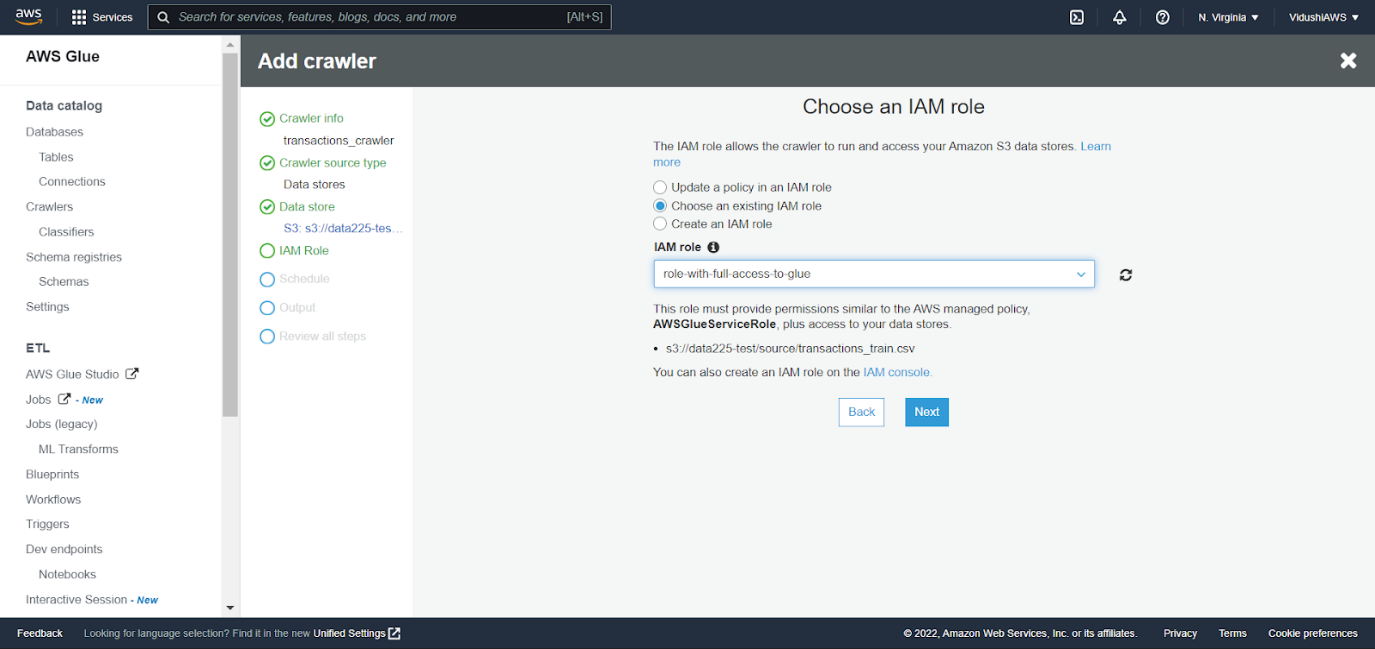 aws
Services
Search for services, features, blogs, docs, and more
[Alt+S]
N. Virginia
VidushiAWS
AWS Glue
Data catalog
Databases
Tables
Connections
Crawlers
Classifiers
Schema registries
Schemas
Settings
ETL
AWS Glue Studio
Jobs - New
Jobs (legacy)
ML Transforms
Blueprints
Workflows
Triggers
Dev endpoints
Notebooks
Interactive Session - New
Add crawler
Crawler info
transactions_crawler
Crawler source type
Data stores
Data store
S3: s3://data225-tes...
IAM Role
Schedule
Output
Review all steps
Choose an IAM role
The IAM role allows the crawler to run and access your Amazon S3 data stores. Learn
more
Update a policy in an IAM role
Choose an existing IAM role
Create an IAM role
IAM role
role-with-full-access-to-glue
This role must provide permissions similar to the AWS managed policy,
AWSGlueServiceRole, plus access to your data stores.
• s3://data225-test/source/transactions_train.csv
You can also create an IAM role on the IAM console.
Back
Next
Feedback
Looking for language selection? Find it in the new Unified Settings
© 2022, Amazon Web Services, Inc. or its affiliates.
Privacy
Terms
Cookie preferences